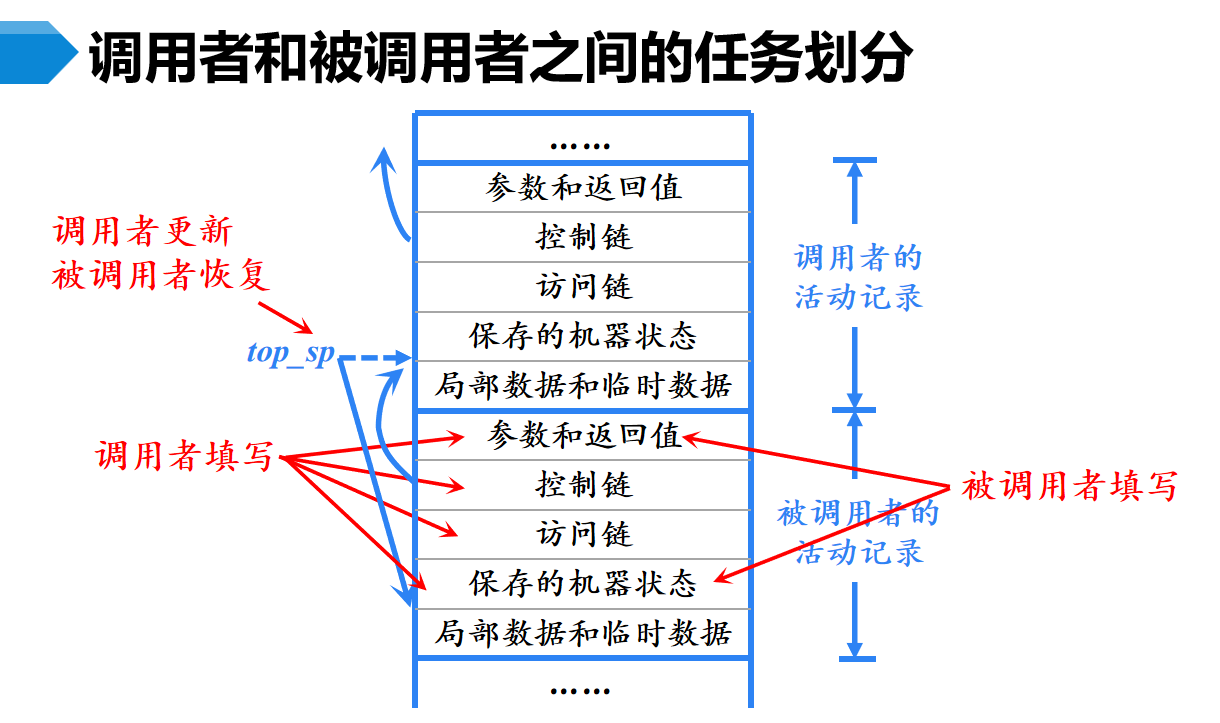 调用者和被调用者之间的任务划分
……
参数和返回值
控制链
访问链
保存的机器状态
局部数据和临时数据
参数和返回值
控制链
访问链
保存的机器状态
局部数据和临时数据
……
调用者更新
被调用者恢复
top_sp
调用者填写
调用者的
活动记录
被调用者的
活动记录
被调用者填写